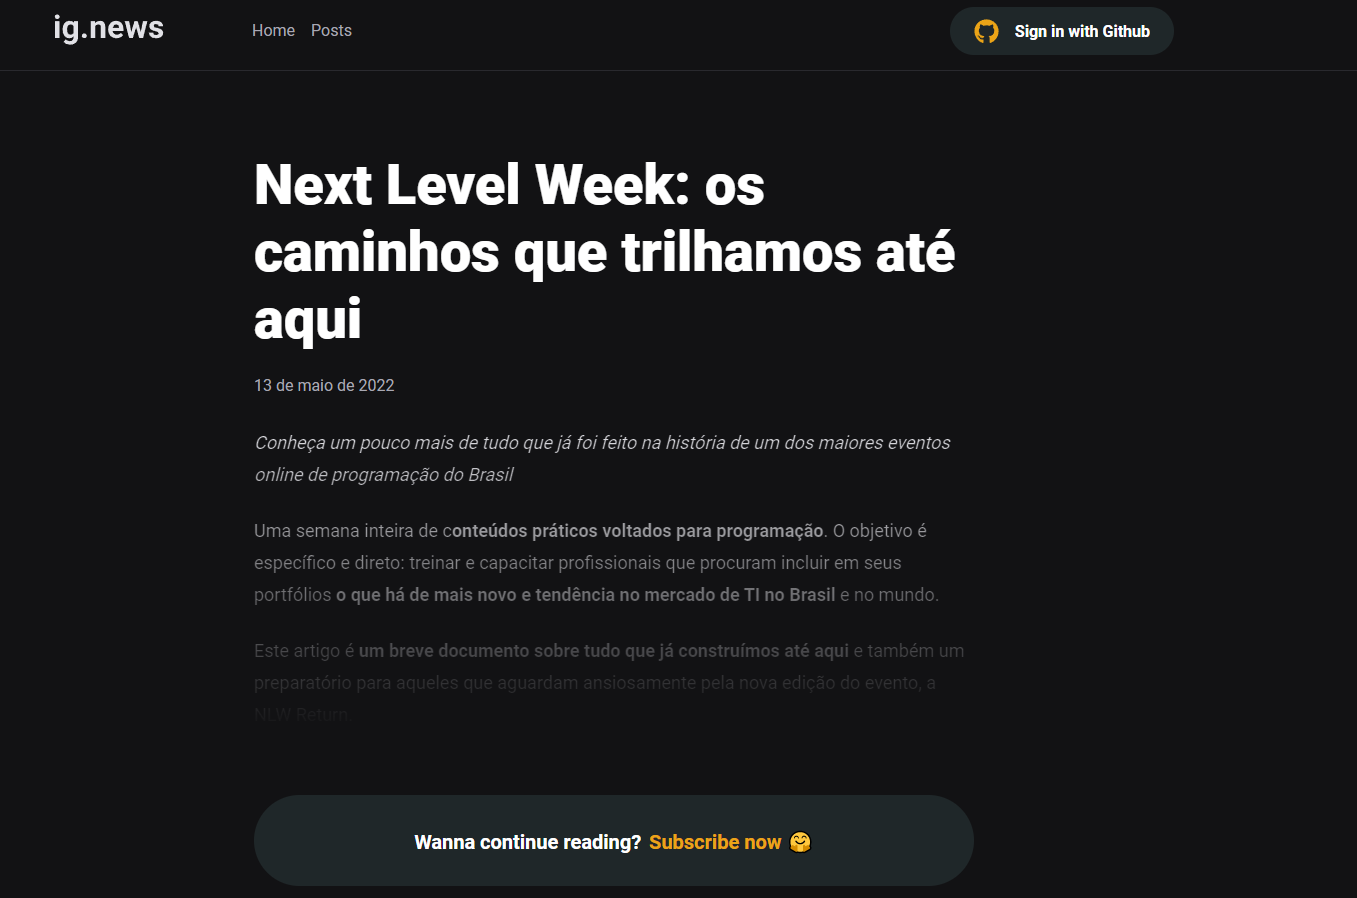 ig.news
Home Posts
Sign in with Github
Next Level Week: os
caminhos que trilhamos até
aqui
13 de maio de 2022
Conheça um pouco mais de tudo que já foi feito na história de um dos maiores eventos
online de programação do Brasil
Uma semana inteira de conteúdos práticos voltados para programação. O objetivo é
específico e direto: treinar e capacitar profissionais que procuram incluir em seus
portfólios o que há de mais novo e tendência no mercado de TI no Brasil e no mundo.
Este artigo é um breve documento sobre tudo que já construímos até aqui e também um
preparatório para aqueles que aguardam ansiosamente pela nova edição do evento, a
NLW Return.
Wanna continue reading? Subscribe now 🤗